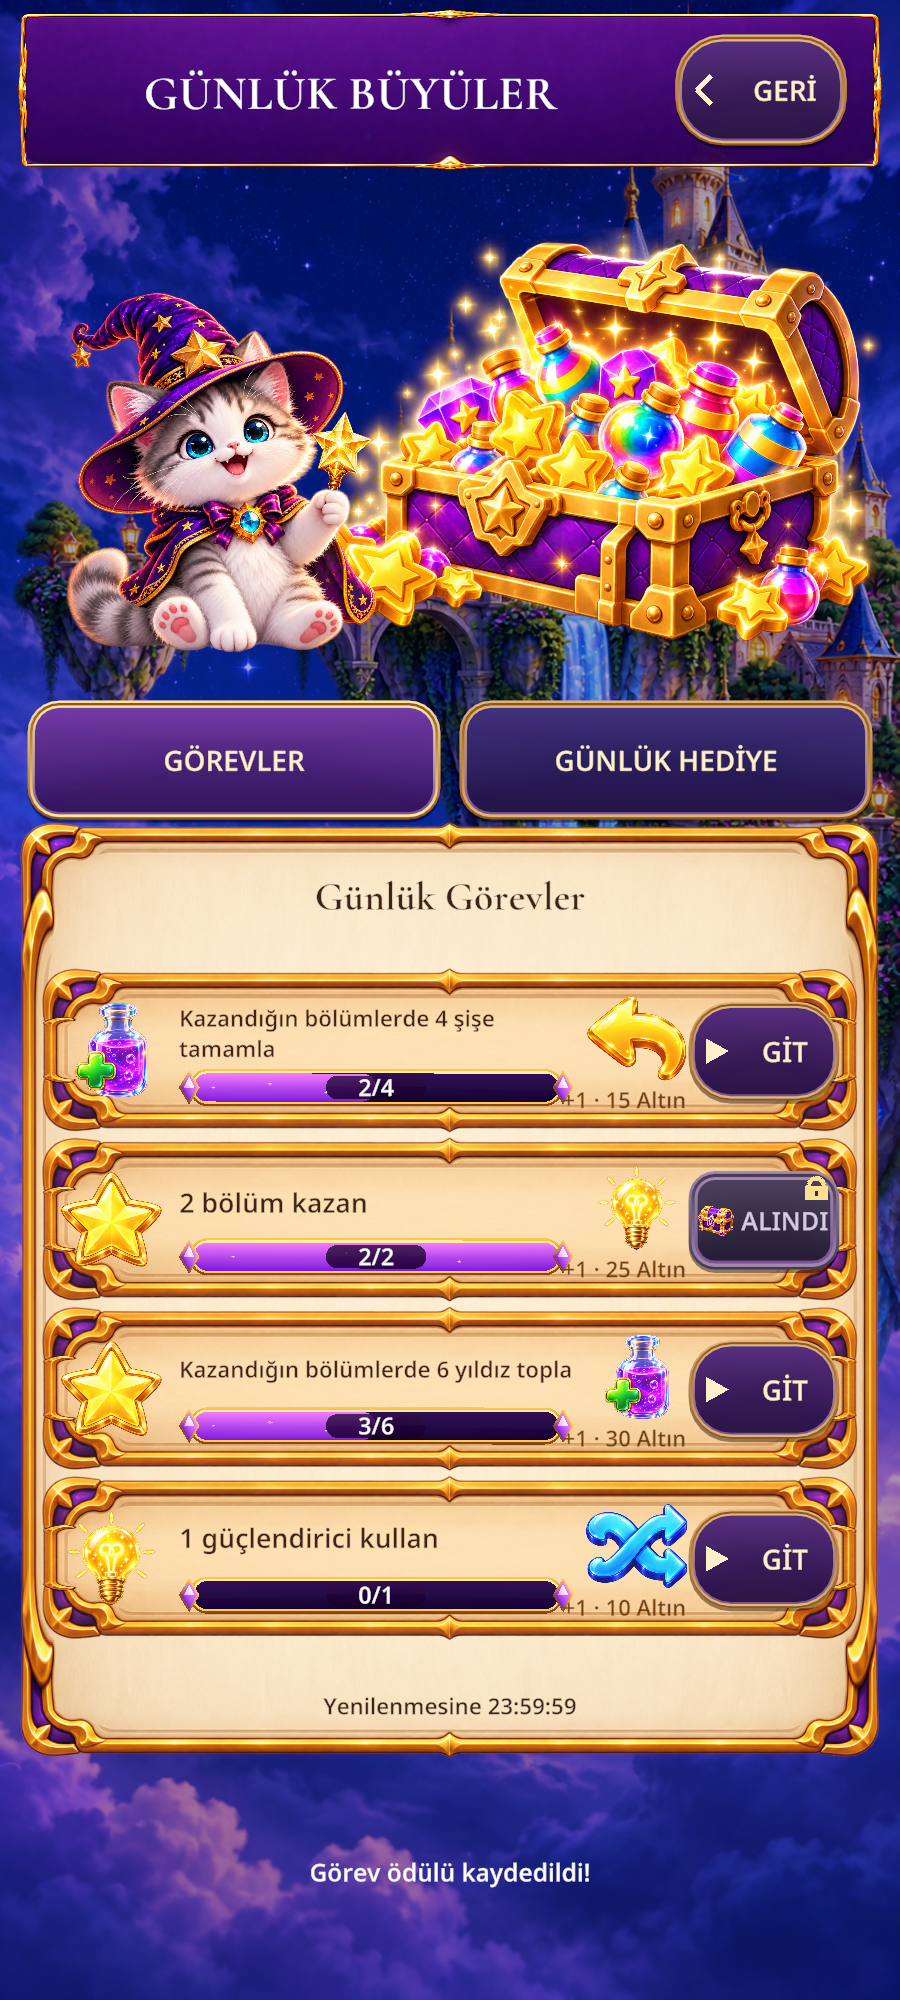 GÜNLÜK BÜYÜLER
GERİ
GÖREVLER
GÜNLÜK HEDİYE
Günlük Görevler
Kazandığın bölümlerde 4 şişe
tamamla
2/4
+1 · 15 Altın
GİT
2 bölüm kazan
2/2
+1 · 25 Altın
ALINDI
Kazandığın bölümlerde 6 yıldız topla
3/6
+1 · 30 Altın
GİT
1 güçlendirici kullan
0/1
+1 · 10 Altın
GİT
Yenilenmesine 23:59:59
Görev ödülü kaydedildi!